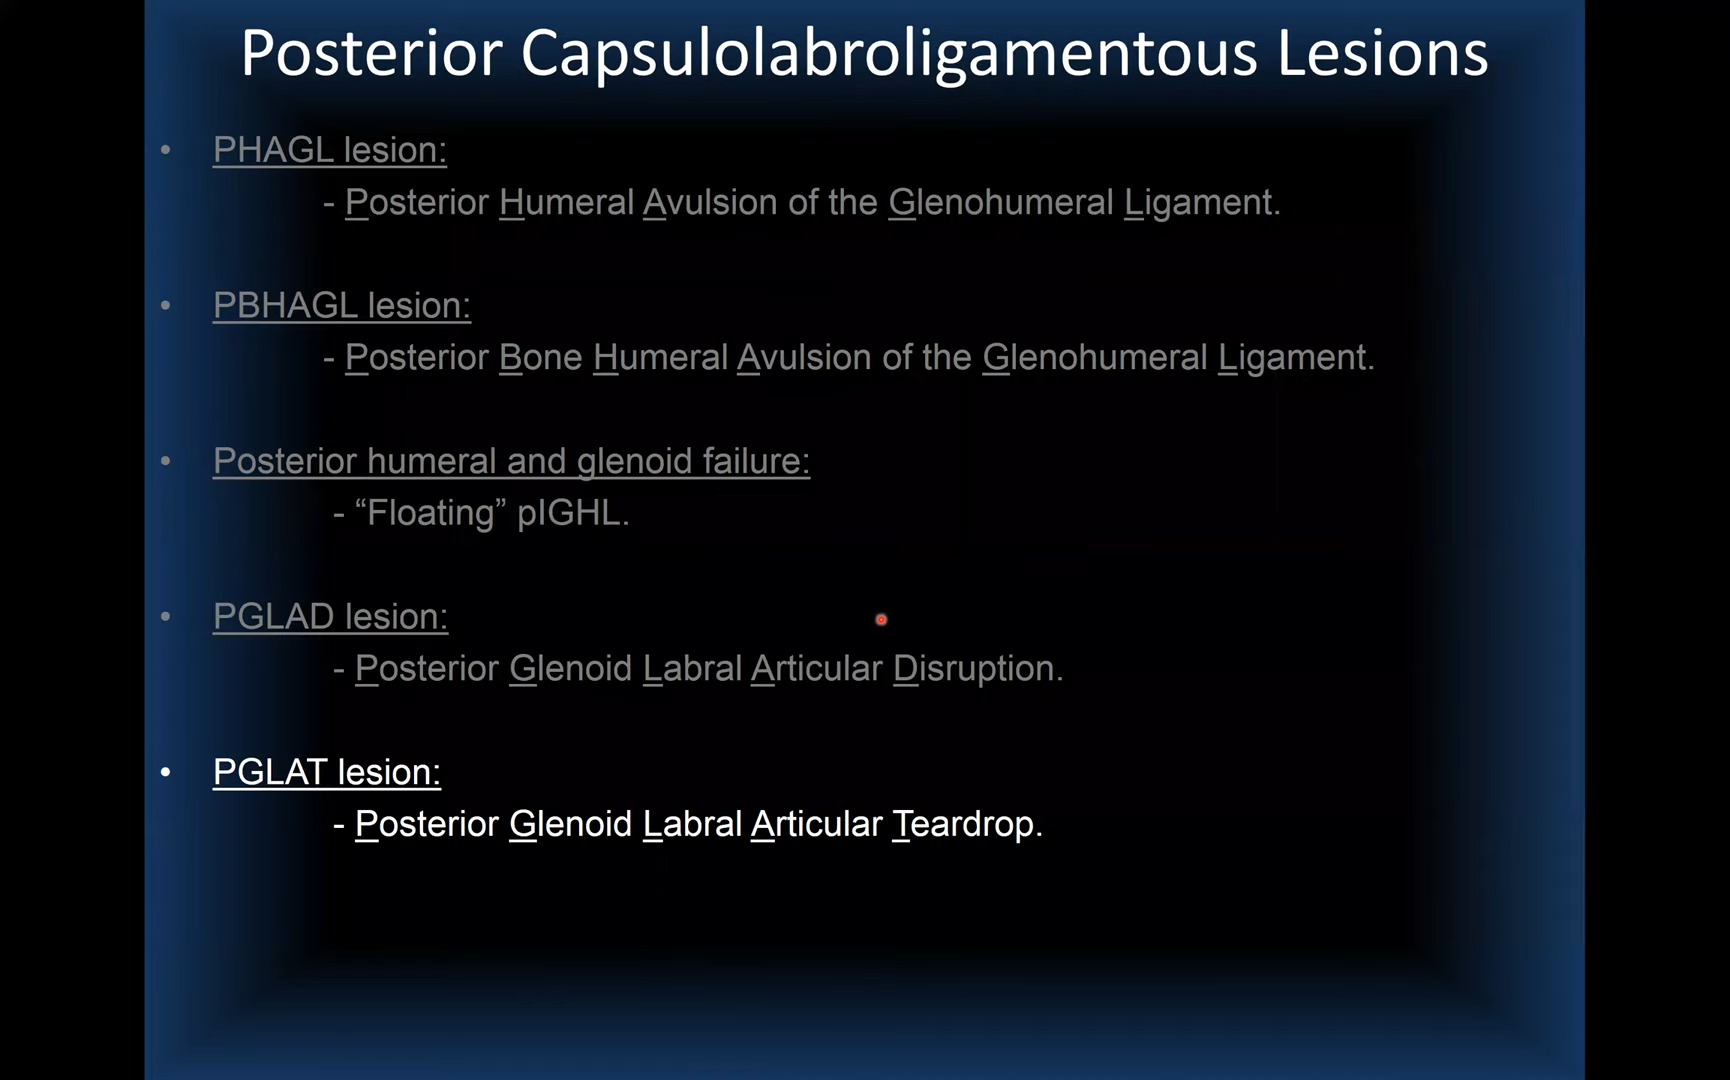 Posterior Capsulolabroligamentous Lesions
• PHAGL lesion:
- Posterior Humeral Avulsion of the Glenohumeral Ligament.
• PBHAGL lesion:
- Posterior Bone Humeral Avulsion of the Glenohumeral Ligament.
• Posterior humeral and glenoid failure:
- “Floating” pIGHL.
• PGLAD lesion:
- Posterior Glenoid Labral Articular Disruption.
• PGLAT lesion:
- Posterior Glenoid Labral Articular Teardrop.